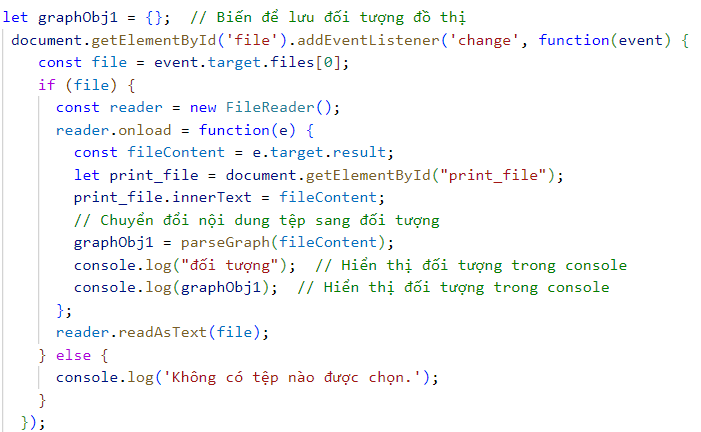 let graphObj1 = {};  // Biến để lưu đối tượng đồ thị
document.getElementById('file').addEventListener('change', function(event) {
const file = event.target.files[0];
if (file) {
const reader = new FileReader();
reader.onload = function(e) {
const fileContent = e.target.result;
let print_file = document.getElementById("print_file");
print_file.innerText = fileContent;
// Chuyển đổi nội dung tệp sang đối tượng
graphObj1 = parseGraph(fileContent);
console.log("đối tượng");  // Hiển thị đối tượng trong console
console.log(graphObj1);  // Hiển thị đối tượng trong console
};
reader.readAsText(file);
} else {
console.log('Không có tệp nào được chọn.');
}
});